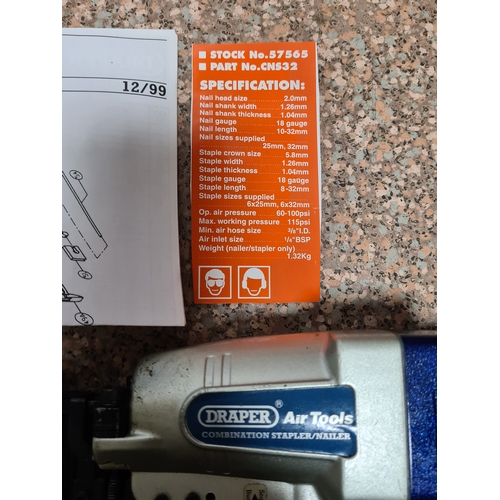 12/99
STOCK No.57565
PART No.CNS32
SPECIFICATION:
Nail head size 2.0mm
Nail shank width 1.26mm
Nail shank thickness 1.04mm
Nail gauge 18 gauge
Nail length 10-32mm
Nail sizes supplied
25mm, 32mm
Staple crown size 5.8mm
Staple width 1.26mm
Staple thickness 1.04mm
Staple gauge 18 gauge
Staple length 8-32mm
Staple sizes supplied
6x25mm, 6x32mm
Op. air pressure 60-100psi
Max. working pressure 115psi
Min. air hose size 3/8"I.D.
Air inlet size 1/4"BSP
Weight (nailer/stapler only)
1.32Kg
DRAPER® Air Tools
COMBINATION STAPLER/NAILER